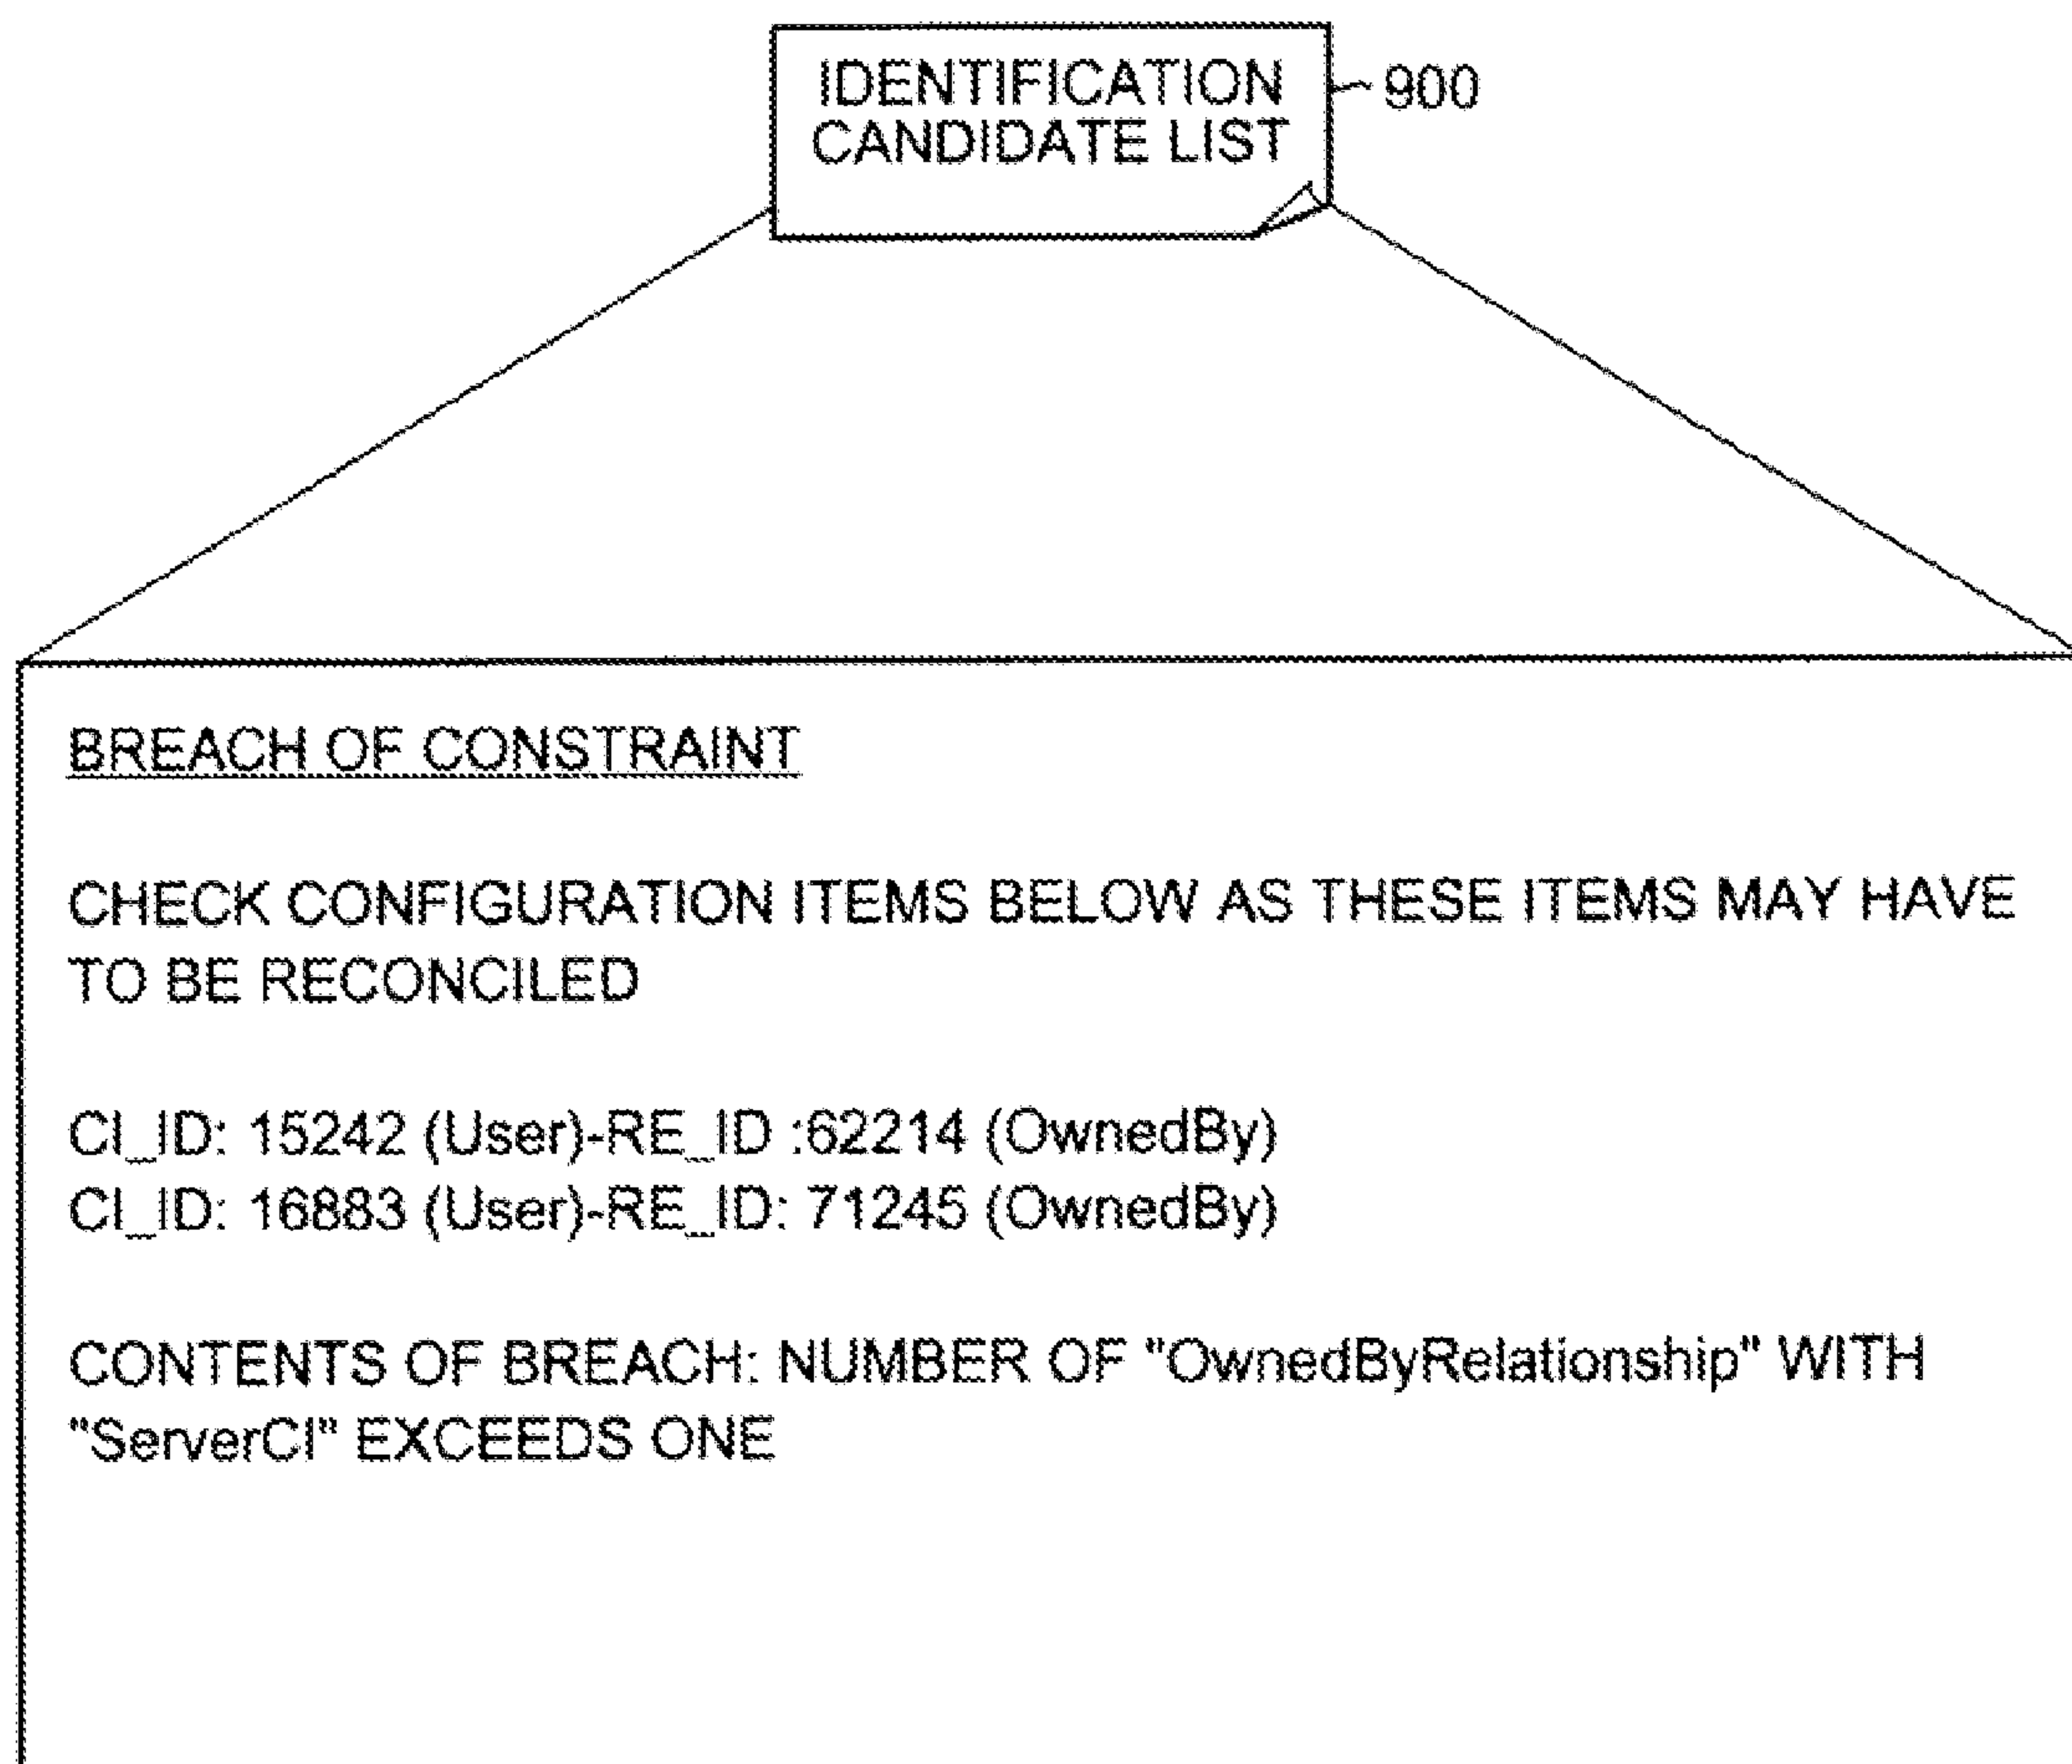 IDENTIFICATION
CANDIDATE LIST
900
BREACH OF CONSTRAINT
CHECK CONFIGURATION ITEMS BELOW AS THESE ITEMS MAY HAVE
TO BE RECONCILED
CI_ID: 15242 (User)-RE_ID :62214 (OwnedBy)
CI_ID: 16883 (User)-RE_ID: 71245 (OwnedBy)
CONTENTS OF BREACH: NUMBER OF "OwnedByRelationship" WITH
"ServerCI" EXCEEDS ONE